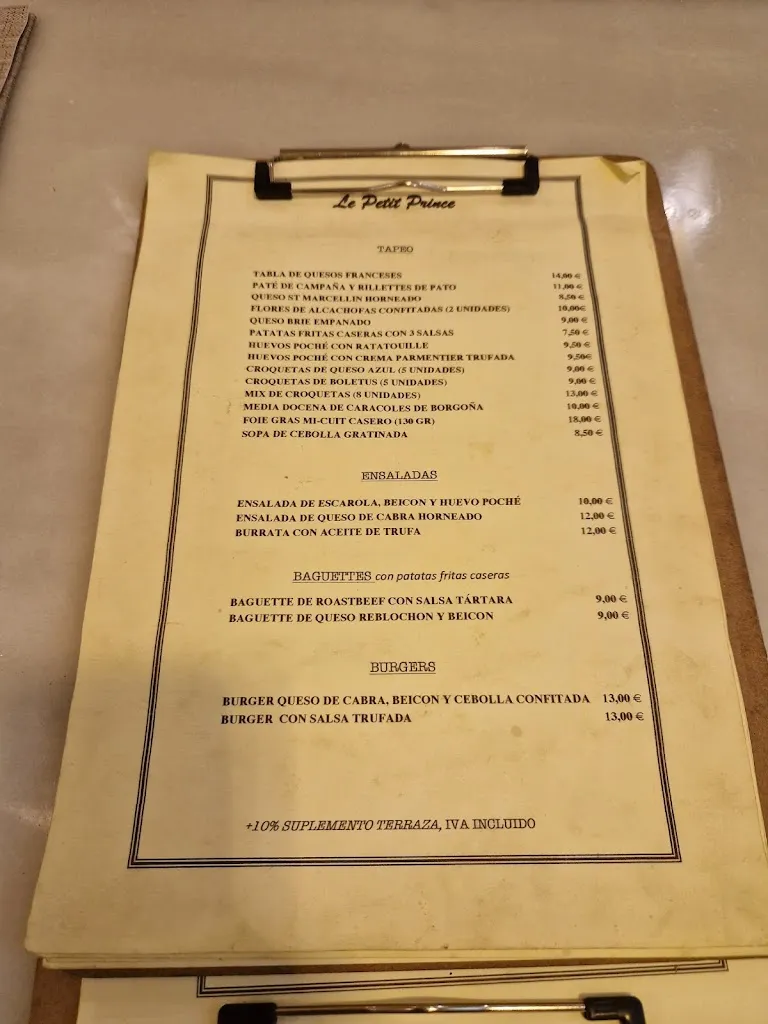 Le Petit Prince
TAPEO
TABLA DE QUESOS FRANCESES 14,00 €
PATÉ DE CAMPAÑA Y RILLETTES DE PATO 11,00 €
QUESO ST MARCELLIN HORNEADO 8,50 €
FLORES DE ALCACHOFAS CONFITADAS (2 UNIDADES) 10,00€
QUESO BRIE EMPANADO 9,00 €
PATATAS FRITAS CASERAS CON 3 SALSAS 7,50 €
HUEVOS POCHÉ CON RATATOUILLE 9,50 €
HUEVOS POCHÉ CON CREMA PARMENTIER TRUFADA 9,50€
CROQUETAS DE QUESO AZUL (5 UNIDADES) 9,00 €
CROQUETAS DE BOLETUS (5 UNIDADES) 9,00 €
MIX DE CROQUETAS (8 UNIDADES) 13,00 €
MEDIA DOCENA DE CARACOLES DE BORGOÑA 10,00 €
FOIE GRAS MI-CUIT CASERO (130 GR) 18,00 €
SOPA DE CEBOLLA GRATINADA 8,50 €
ENSALADAS
ENSALADA DE ESCAROLA, BEICON Y HUEVO POCHÉ 10,00 €
ENSALADA DE QUESO DE CABRA HORNEADO 12,00 €
BURRATA CON ACEITE DE TRUFA 12,00 €
BAGUETTES con patatas fritas caseras
BAGUETTE DE ROASTBEEF CON SALSA TÁRTARA 9,00 €
BAGUETTE DE QUESO REBLOCHON Y BEICON 9,00 €
BURGERS
BURGER QUESO DE CABRA, BEICON Y CEBOLLA CONFITADA 13,00 €
BURGER CON SALSA TRUFADA 13,00 €
+10% SUPLEMENTO TERRAZA, IVA INCLUIDO